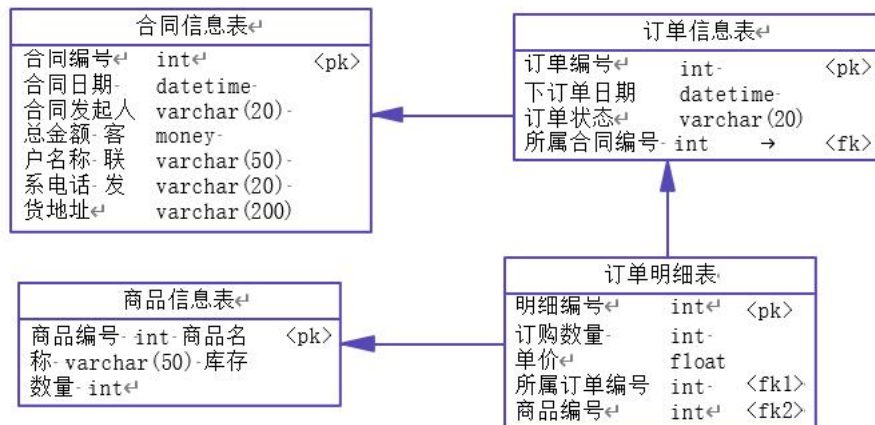 合同信息表↵
合同编号↵ int↵ <pk>
合同日期- datetime-
合同发起人 varchar(20)-
总金额-客 money-
户名称-联 varchar(50)-
系电话-发 varchar(20)-
货地址↵ varchar(200)
订单信息表↵
订单编号↵ int- <pk>
下订单日期 datetime-
订单状态↵ varchar(20)
所属合同编号- int → <fk>
商品信息表↵
商品编号- int-商品名 <pk>
称-varchar(50)-库存
数量-int↵
订单明细表
明细编号↵ int↵ <pk>
订购数量- int-
单价↵ float
所属订单编号 int- <fk1>
商品编号↵ int↵ <fk2>